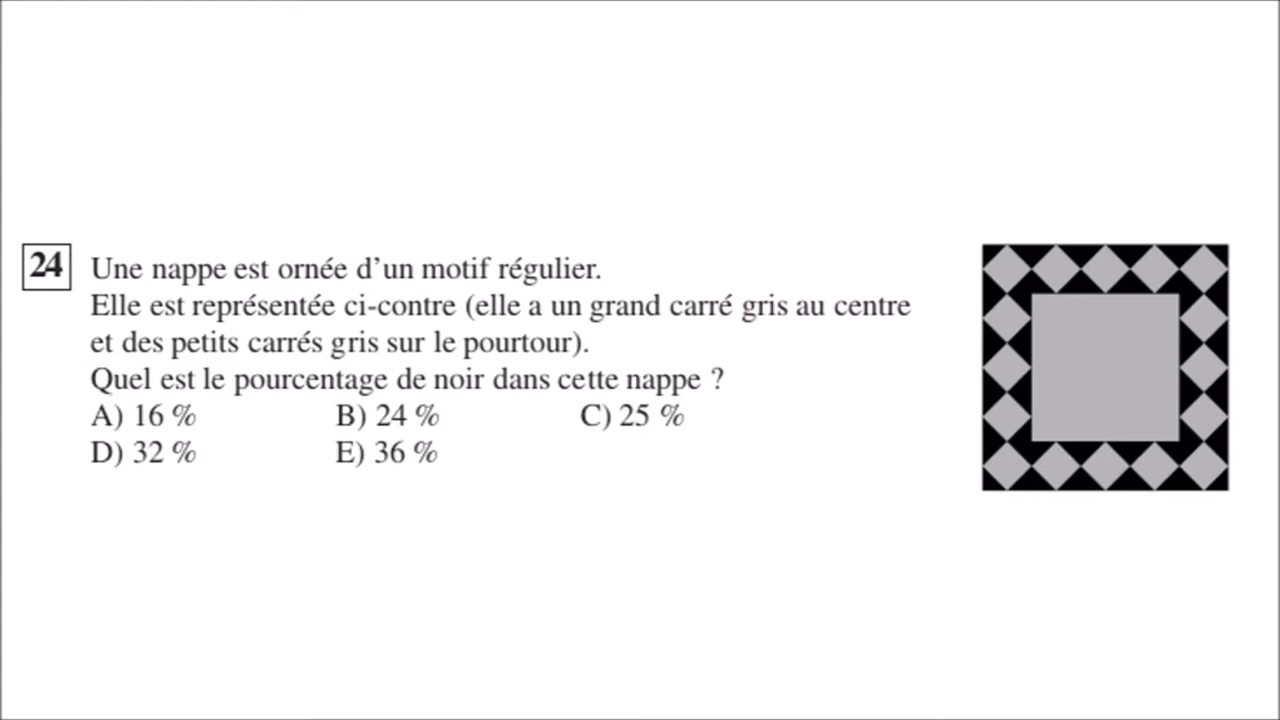 24 Une nappe est ornée d’un motif régulier.
Elle est représentée ci-contre (elle a un grand carré gris au centre
et des petits carrés gris sur le pourtour).
Quel est le pourcentage de noir dans cette nappe ?
A) 16 % B) 24 % C) 25 %
D) 32 % E) 36 %